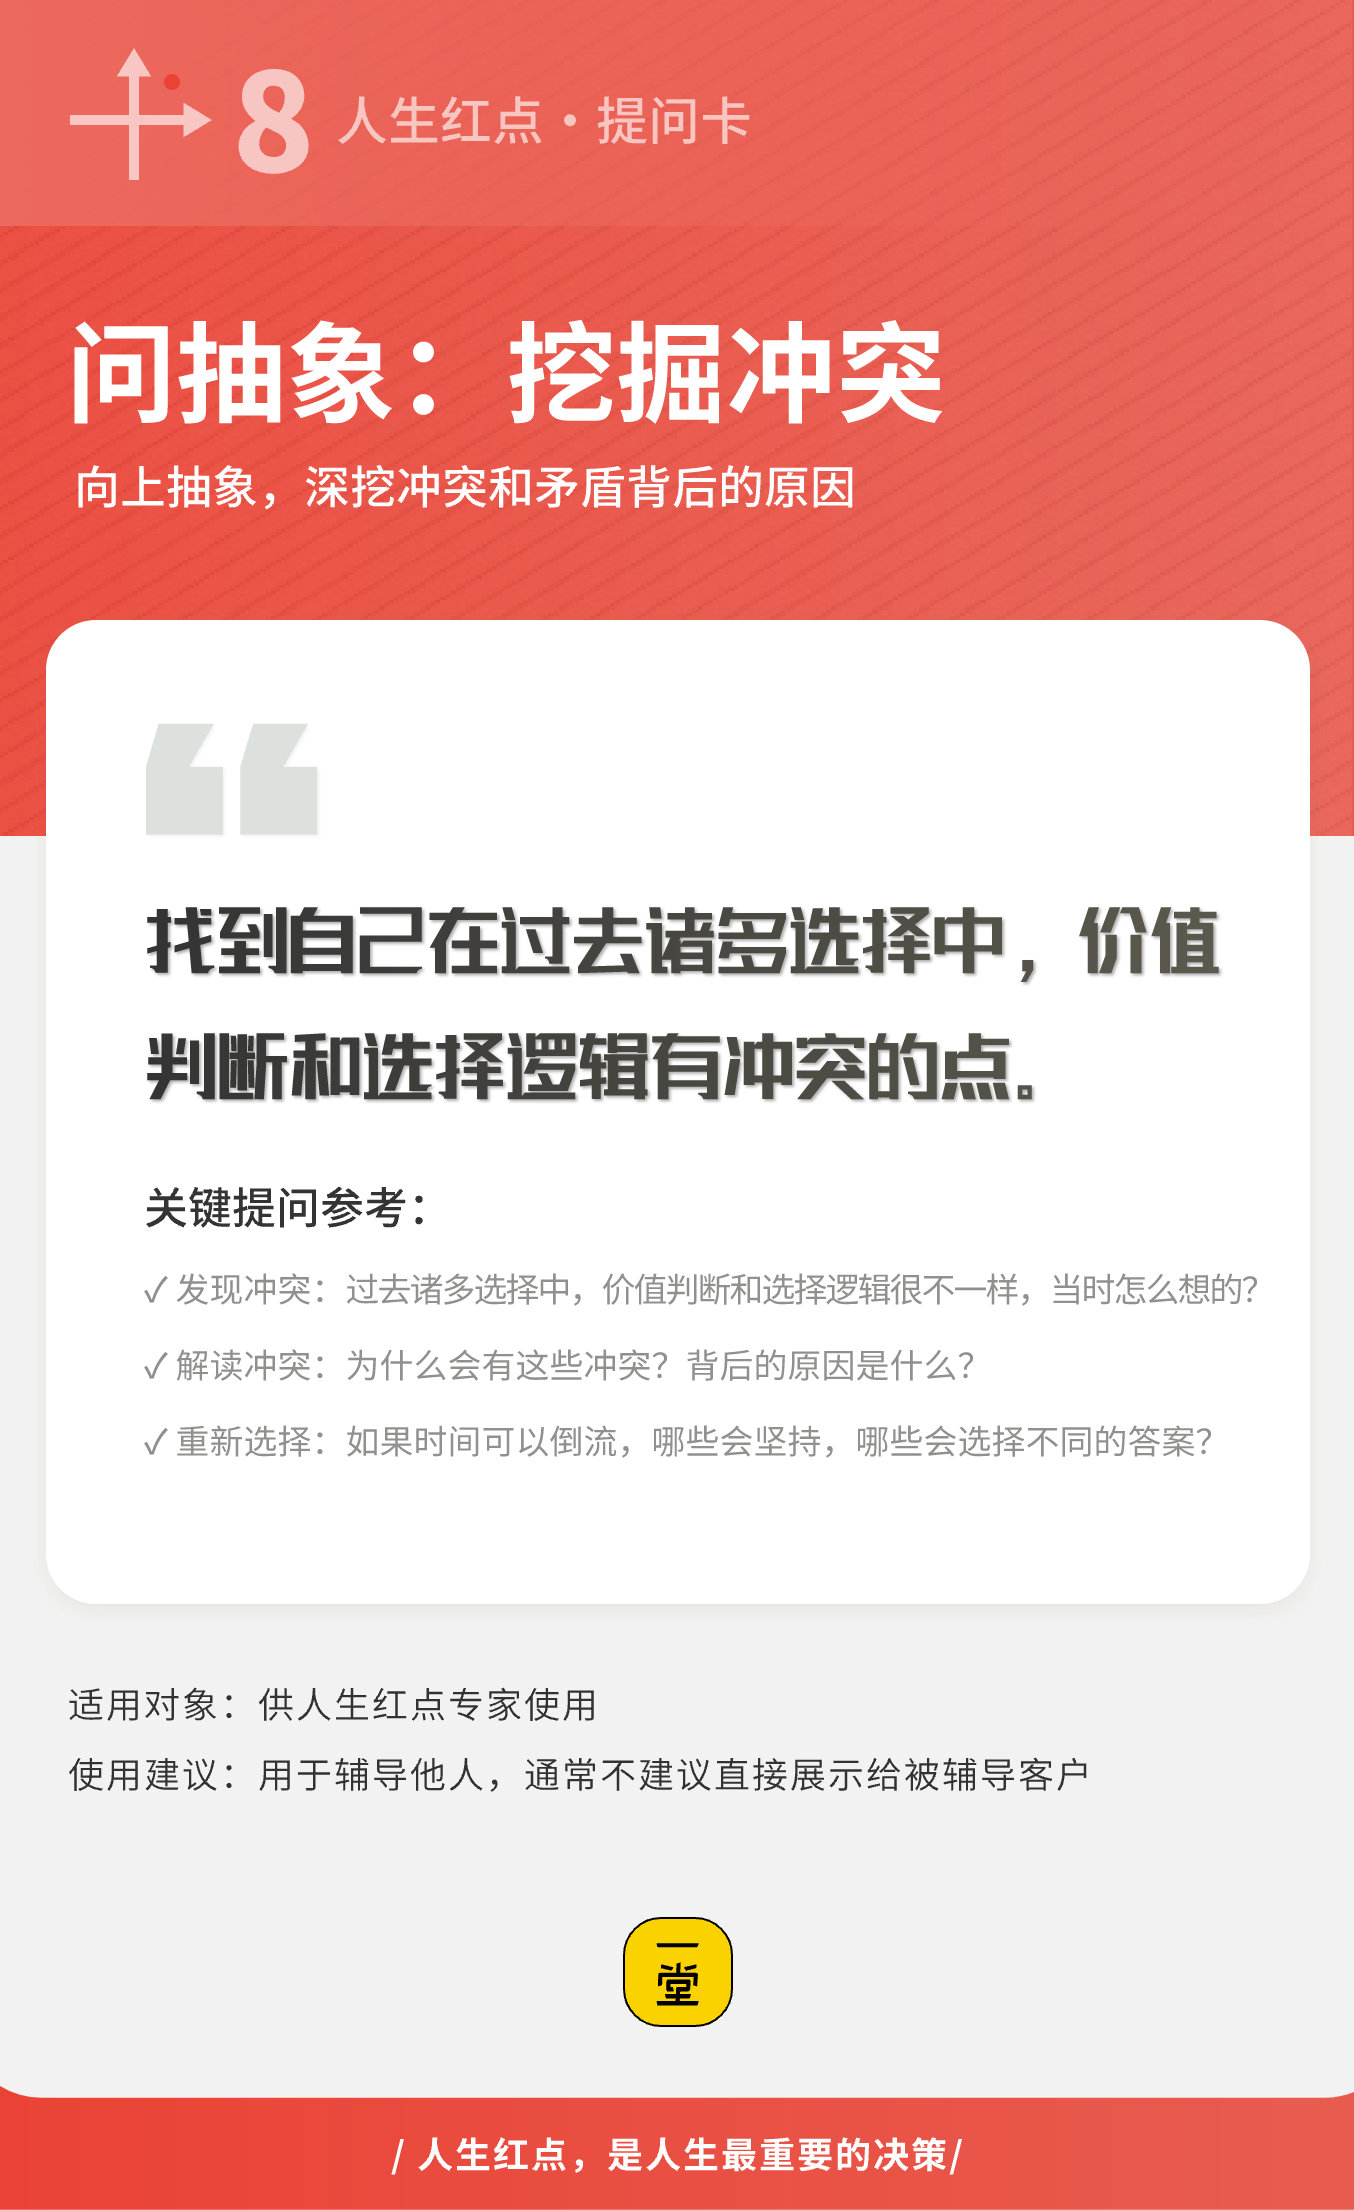 8 人生红点·提问卡
问抽象：挖掘冲突
向上抽象，深挖冲突和矛盾背后的原因
“
找到自己在过去诸多选择中，价值
判断和选择逻辑有冲突的点。
关键提问参考：
✓ 发现冲突：过去诸多选择中，价值判断和选择逻辑很不一样，当时怎么想的？
✓ 解读冲突：为什么会有这些冲突？背后的原因是什么？
✓ 重新选择：如果时间可以倒流，哪些会坚持，哪些会选择不同的答案？
适用对象：供人生红点专家使用
使用建议：用于辅导他人，通常不建议直接展示给被辅导客户
一
堂
/ 人生红点，是人生最重要的决策/